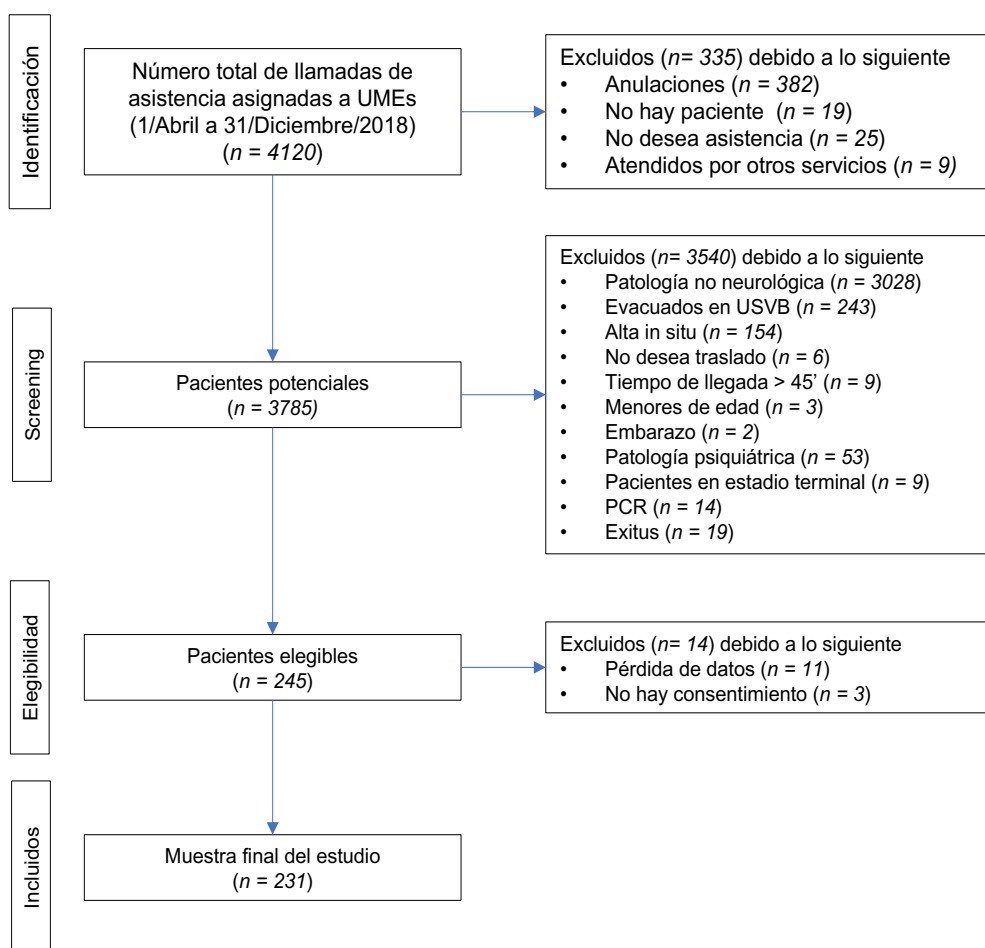 Identificación
Número total de llamadas de
asistencia asignadas a UMEs
(1/Abril a 31/Diciembre/2018)
(n = 4120)
Excluidos (n= 335) debido a lo siguiente
• Anulaciones (n = 382)
• No hay paciente (n = 19)
• No desea asistencia (n = 25)
• Atendidos por otros servicios (n = 9)
Screening
Pacientes potenciales
(n = 3785)
Excluidos (n= 3540) debido a lo siguiente
• Patología no neurológica (n = 3028)
• Evacuados en USVB (n = 243)
• Alta in situ (n = 154)
• No desea traslado (n = 6)
• Tiempo de llegada > 45’ (n = 9)
• Menores de edad (n = 3)
• Embarazo (n = 2)
• Patología psiquiátrica (n = 53)
• Pacientes en estadio terminal (n = 9)
• PCR (n = 14)
• Exitus (n = 19)
Elegibilidad
Pacientes elegibles
(n = 245)
Excluidos (n= 14) debido a lo siguiente
• Pérdida de datos (n = 11)
• No hay consentimiento (n = 3)
Incluidos
Muestra final del estudio
(n = 231)